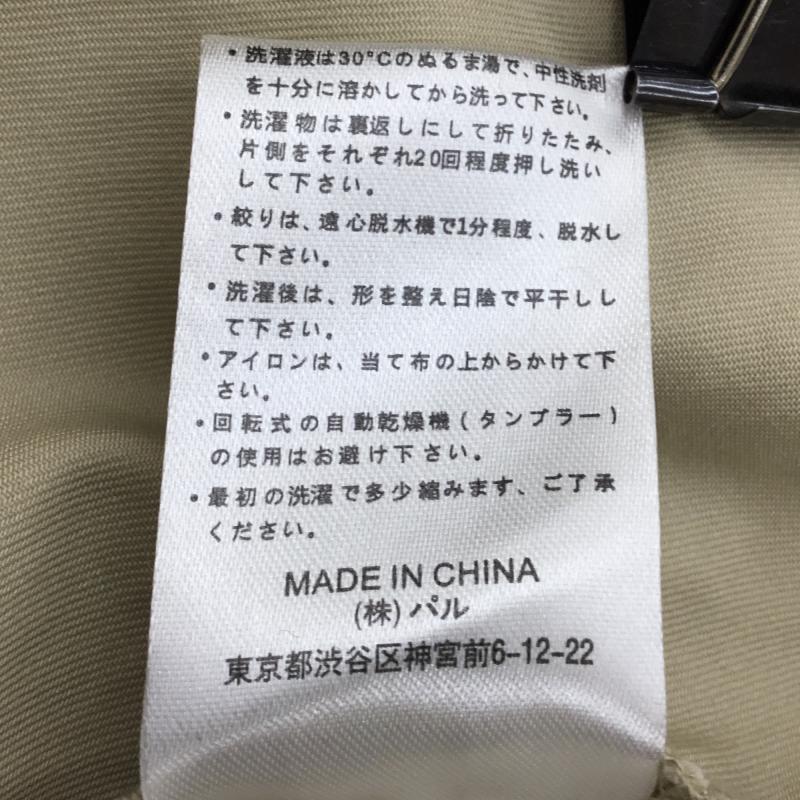 ・洗濯液は30°Cのぬるま湯で、中性洗剤
を十分に溶かしてから洗って下さい。
・洗濯物は裏返しにして折りたたみ、
片側をそれぞれ20回程度押し洗い
して下さい。
・絞りは、遠心脱水機で1分程度、脱水し
て下さい。
・洗濯後は、形を整え日陰で平干しし
て下さい。
・アイロンは、当て布の上からかけて下
さい。
・回転式の自動乾燥機(タンブラー)
の使用はお避け下さい。
・最初の洗濯で多少縮みます、ご了承
ください。
MADE IN CHINA
(株)パル
東京都渋谷区神宮前6-12-22